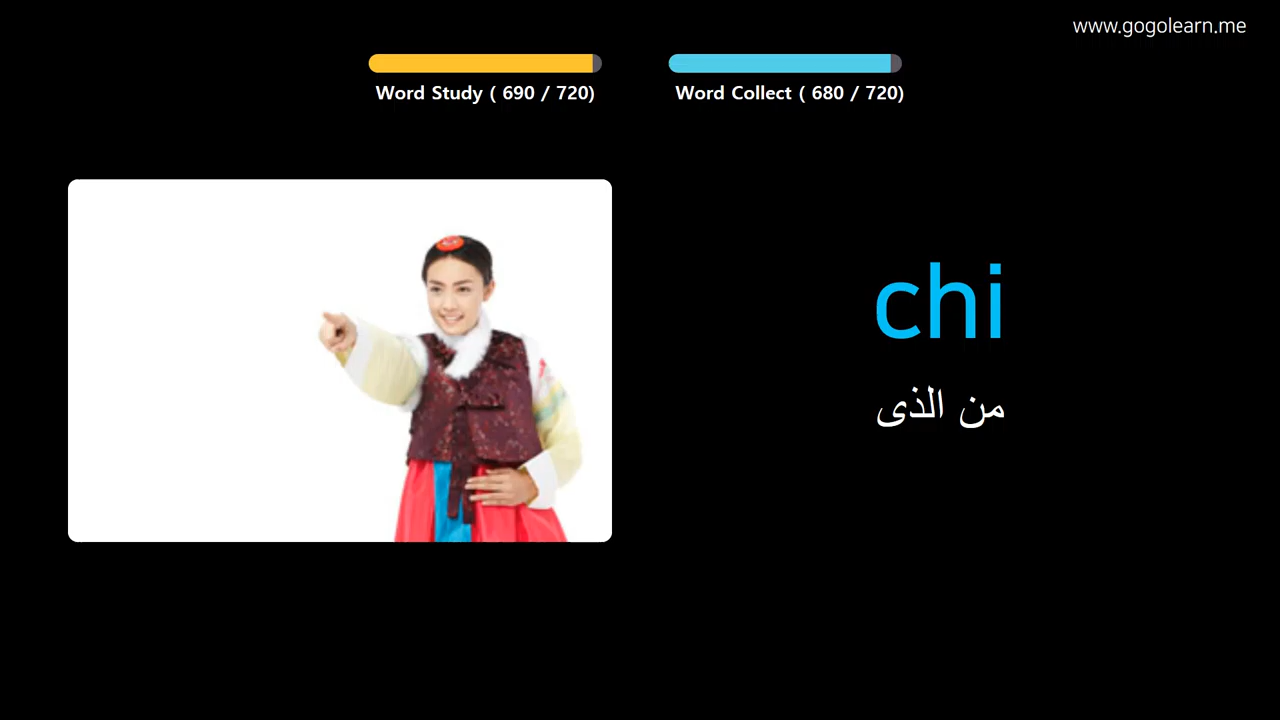 www.gogolearn.me
Word Study ( 690 / 720)
Word Collect ( 680 / 720)
chi
من الذى